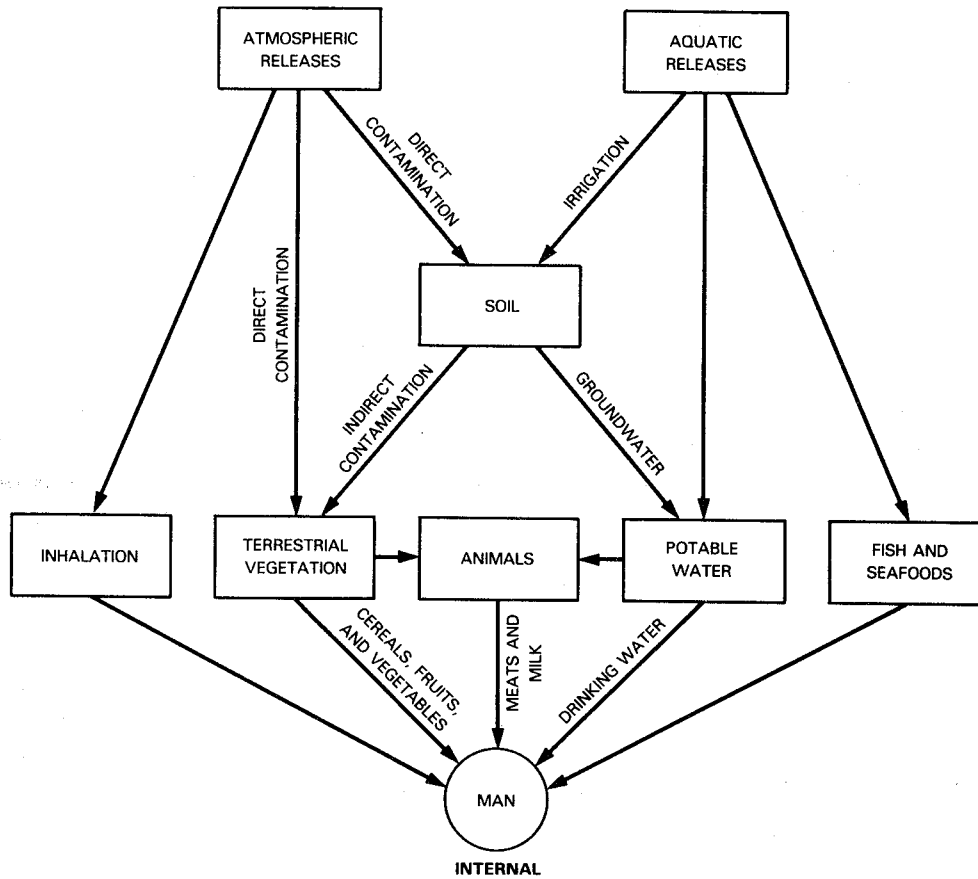 ATMOSPHERIC
RELEASES
AQUATIC
RELEASES
DIRECT
CONTAMINATION
IRRIGATION
DIRECT
CONTAMINATION
SOIL
INDIRECT
CONTAMINATION
GROUNDWATER
INHALATION
TERRESTRIAL
VEGETATION
ANIMALS
POTABLE
WATER
FISH AND
SEAFOODS
CEREALS, FRUITS,
AND VEGETABLES
MEATS AND
MILK
DRINKING WATER
MAN
INTERNAL